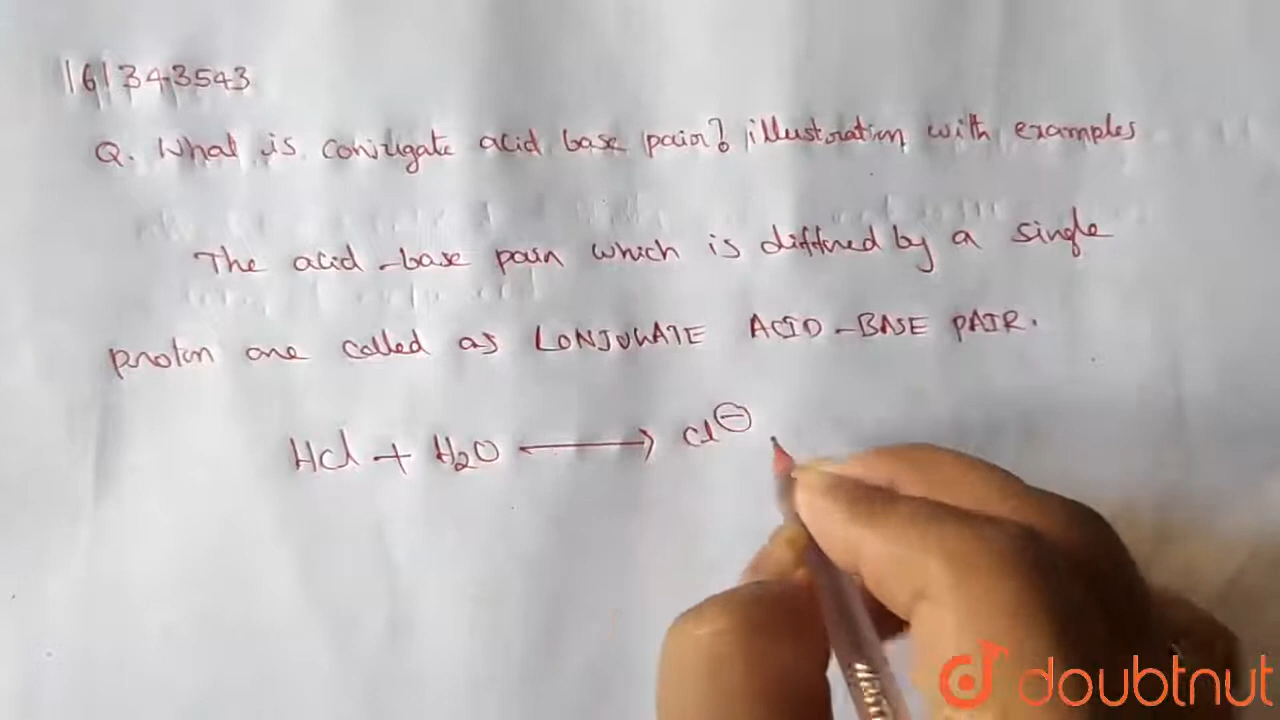 161343543
Q. What is conjugate acid base pair? illustration with examples
The acid-base pair which is differed by a single
proton are called as CONJUGATE ACID-BASE PAIR.
HCl + H2O ⟶ Cl⊖
doubtnut